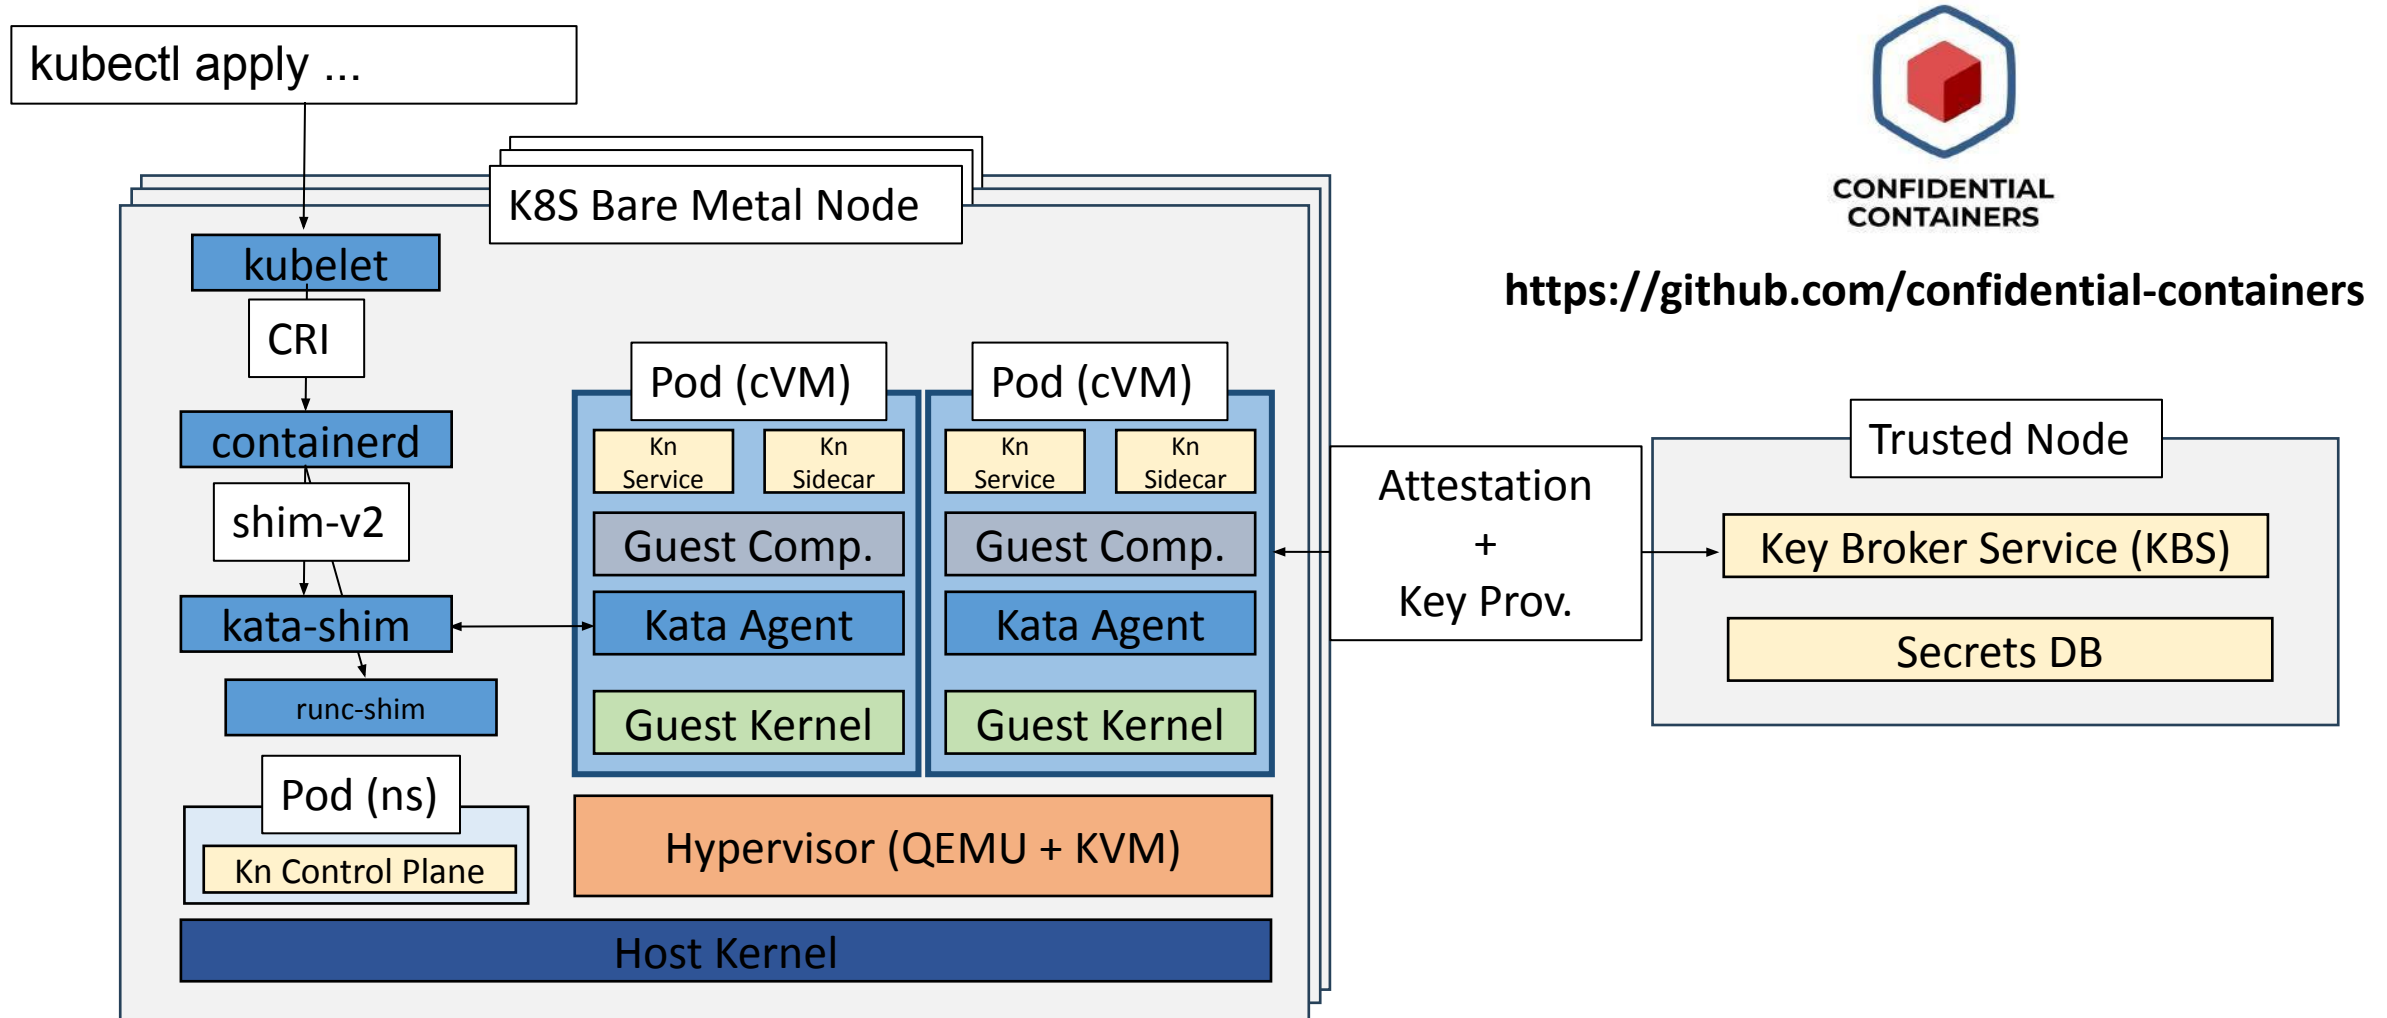 kubectl apply ...
CONFIDENTIAL
CONTAINERS
https://github.com/confidential-containers
K8S Bare Metal Node
kubelet
CRI
containerd
shim-v2
kata-shim
runc-shim
Pod (ns)
Kn Control Plane
Pod (cVM)
Kn
Service
Kn
Sidecar
Guest Comp.
Kata Agent
Guest Kernel
Pod (cVM)
Kn
Service
Kn
Sidecar
Guest Comp.
Kata Agent
Guest Kernel
Hypervisor (QEMU + KVM)
Host Kernel
Attestation
+
Key Prov.
Trusted Node
Key Broker Service (KBS)
Secrets DB